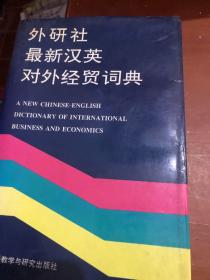 外研社
最新汉英
对外经贸词典
A NEW CHINESE-ENGLISH
DICTIONARY OF INTERNATIONAL
BUSINESS AND ECONOMICS
教学与研究出版社